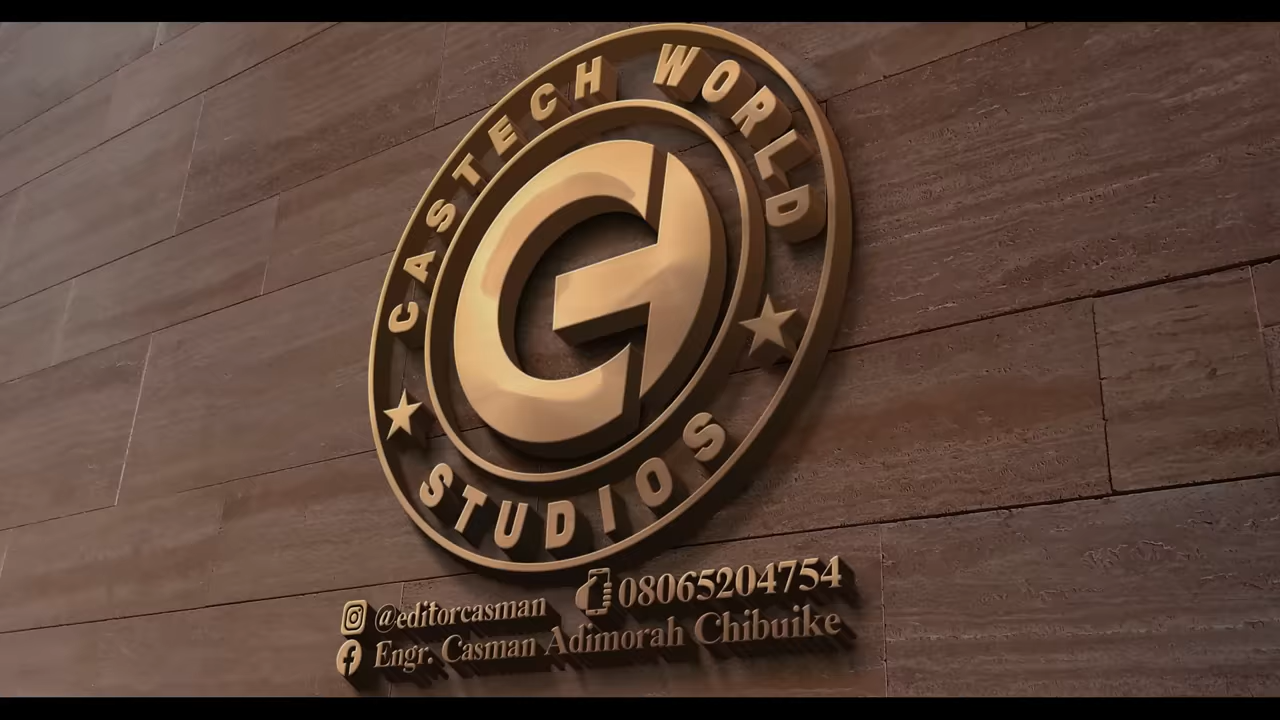 CASTECH WORLD
STUDIOS
@editorcasman 08065204754
Engr. Casman Adimorah Chibuike